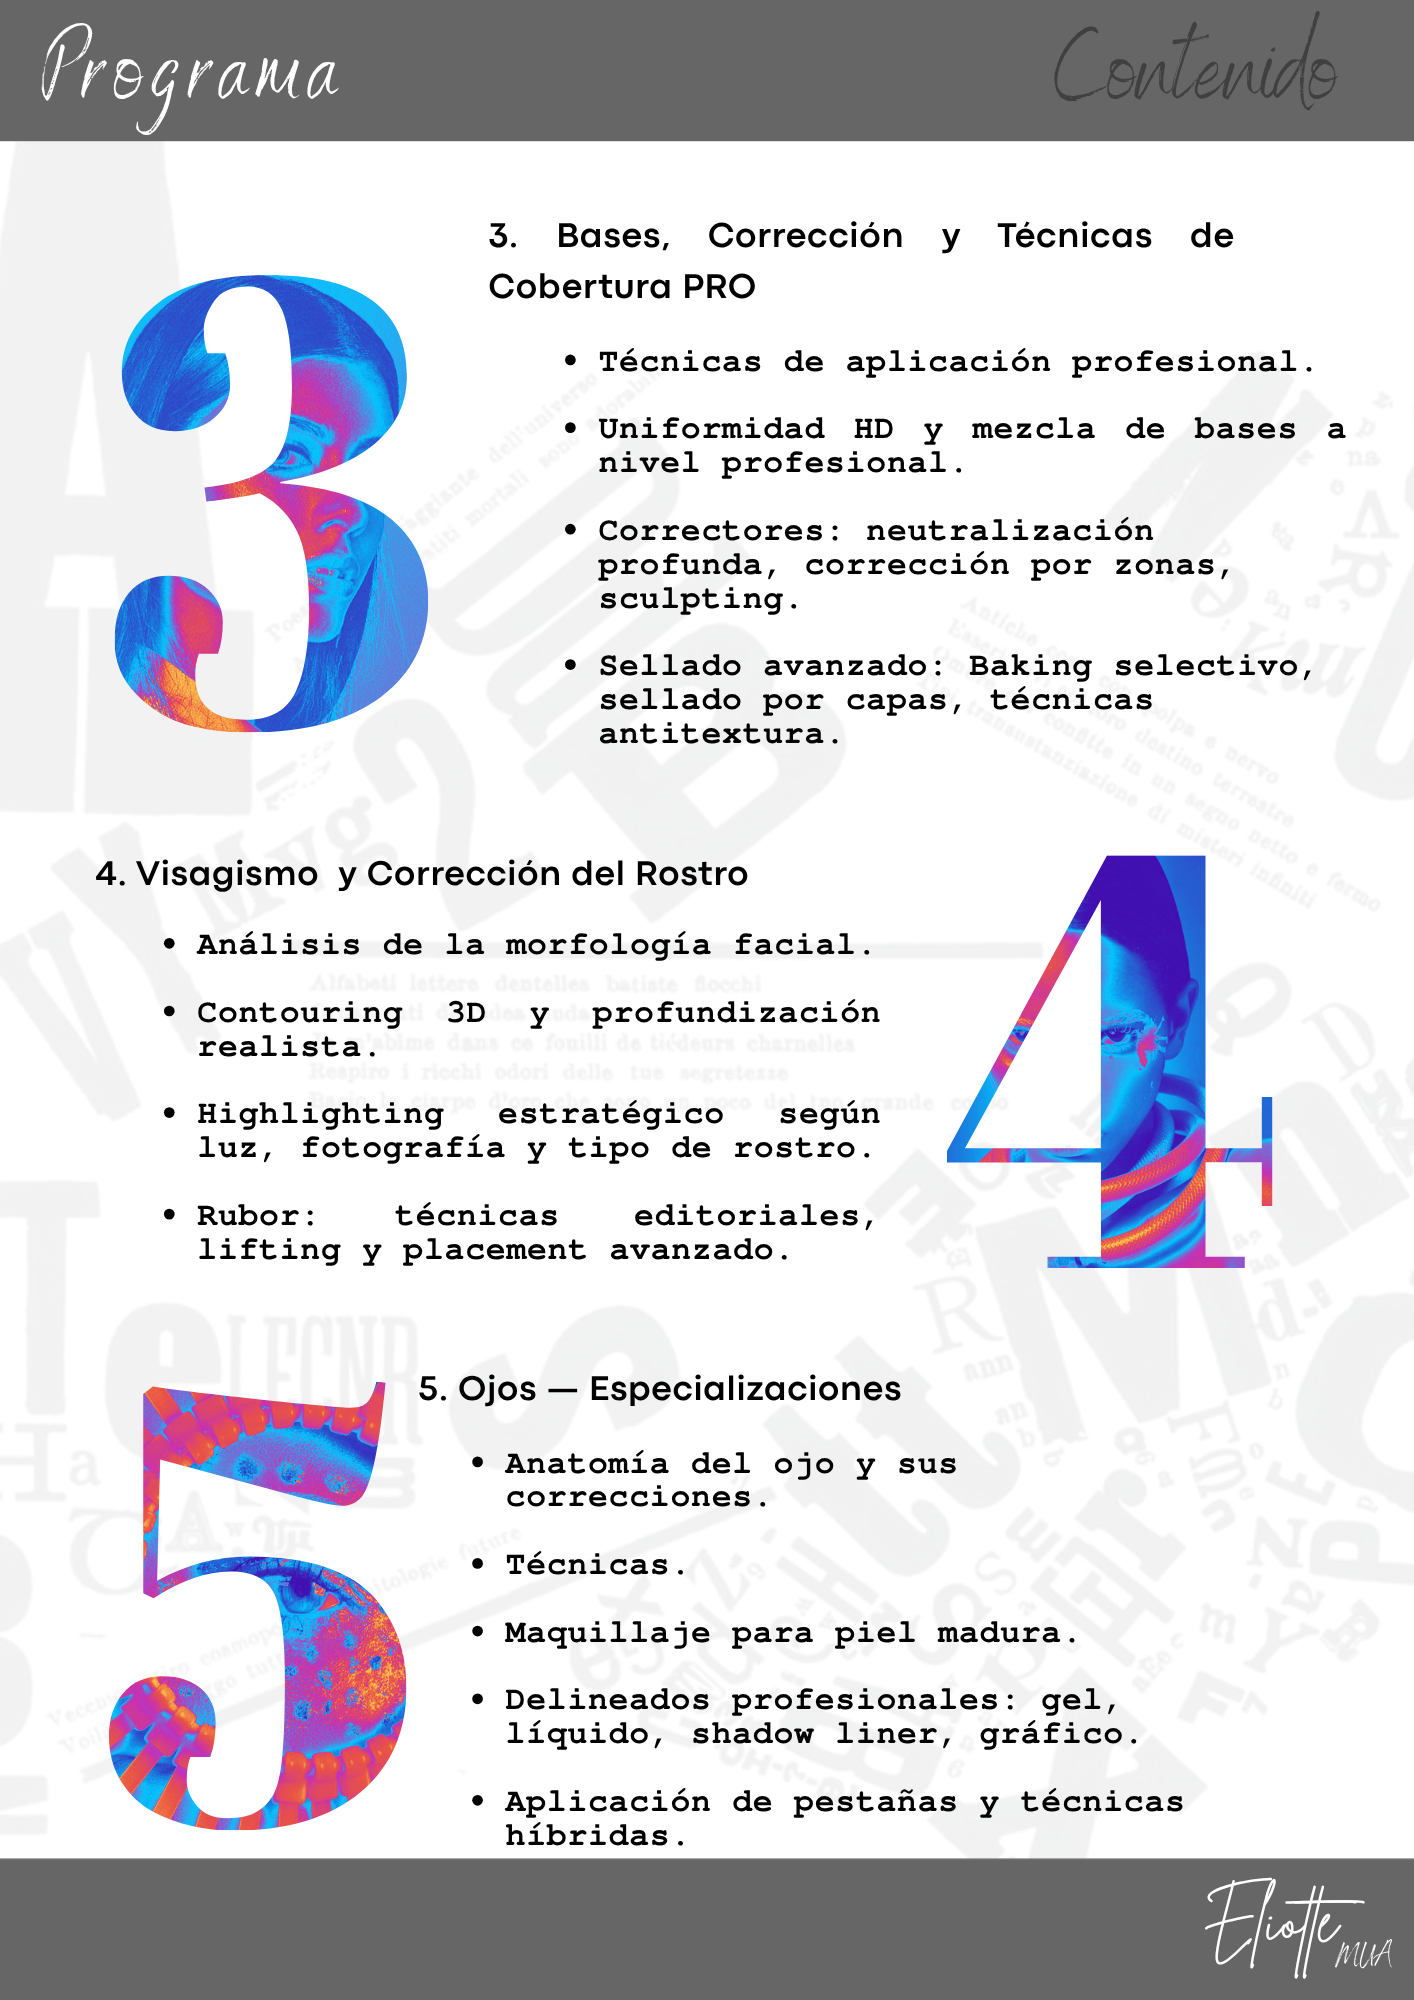 Programa
Contenido
3. Bases, Corrección y Técnicas de
Cobertura PRO
• Técnicas de aplicación profesional.
• Uniformidad HD y mezcla de bases a
nivel profesional.
• Correctores: neutralización
profunda, corrección por zonas,
sculpting.
• Sellado avanzado: Baking selectivo,
sellado por capas, técnicas
antitextura.
4. Visagismo y Corrección del Rostro
• Análisis de la morfología facial.
• Contouring 3D y profundización
realista.
• Highlighting estratégico según
luz, fotografía y tipo de rostro.
• Rubor: técnicas editoriales,
lifting y placement avanzado.
5. Ojos — Especializaciones
• Anatomía del ojo y sus
correcciones.
• Técnicas.
• Maquillaje para piel madura.
• Delineados profesionales: gel,
líquido, shadow liner, gráfico.
• Aplicación de pestañas y técnicas
híbridas.
3
4
5
Eliotte MUA